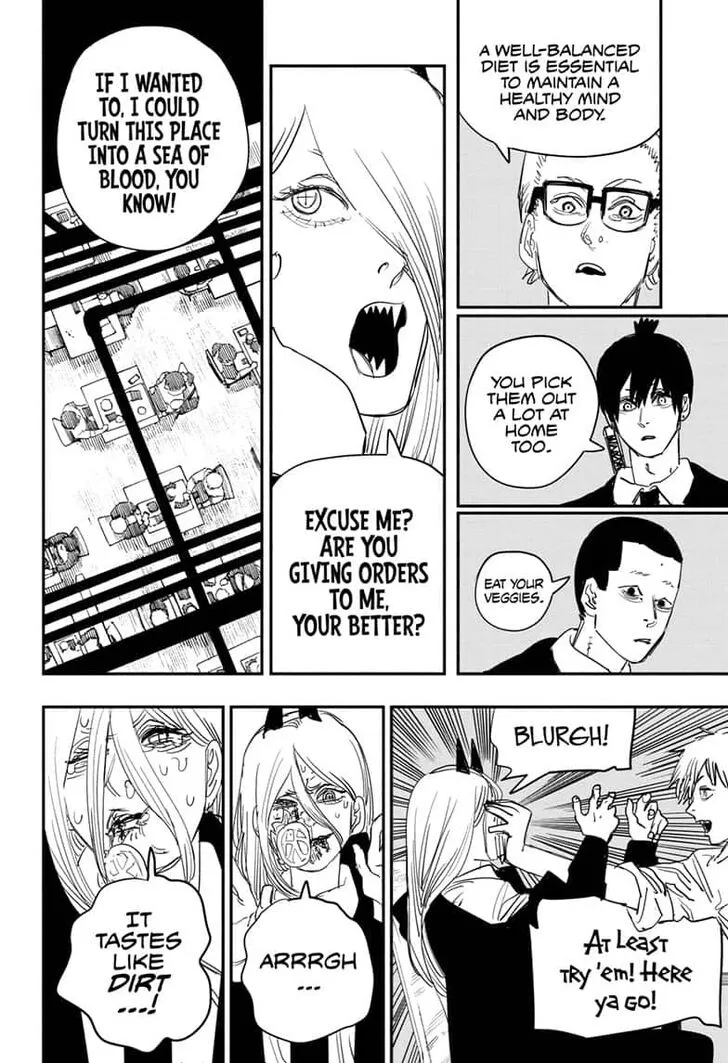 A WELL-BALANCED
DIET IS ESSENTIAL
TO MAINTAIN A
HEALTHY MIND
AND BODY.
YOU PICK
THEM OUT
A LOT AT
HOME
TOO.
EAT YOUR
VEGGIES.
EXCUSE ME?
ARE YOU
GIVING ORDERS
TO ME,
YOUR BETTER?
IF I WANTED
TO, I COULD
TURN THIS PLACE
INTO A SEA OF
BLOOD, YOU
KNOW!
BLURGH!
AT LEAST
TRY 'EM! HERE
YA GO!
ARRRGH
....
IT
TASTES
LIKE
DIRT
....!